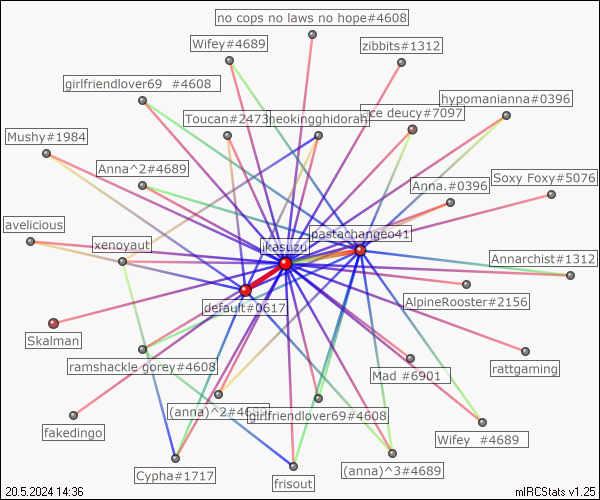 no cops no laws no hope#4608
Wifey#4689
zibbits#1312
girlfriendlover69 #4608
hypomanianna#0396
Toucan#2473
neokingghidorah
ce deucy#7097
Mushy#1984
Anna^2#4689
Soxy Foxy#5076
Anna.#0396
avelicious
xenoyaut
ikasuzu
pastachangeo41
Annarchist#1312
default#0617
AlpineRooster#2156
Skalman
ramshackle gorey#4608
Mad #6901
rattgaming
(anna)^2#4689
girlfriendlover69#4608
fakedingo
Wifey #4689
Cypha#1717
(anna)^3#4689
frisout
20.5.2024 14:36
mIRCStats v1.25